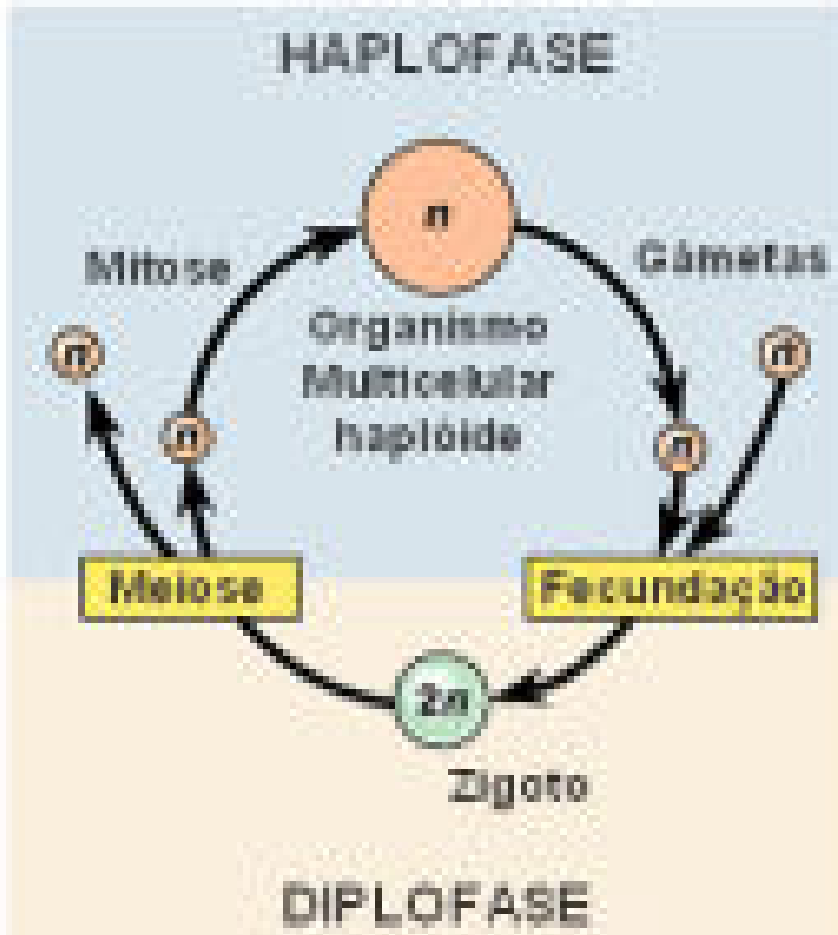 HAPLOFASE
n
Mitose
Gâmetas
n
Organismo
Multicelular
haplóide
n
n
n
Meiose
Fecundação
2n
Zigoto
DIPLOFASE